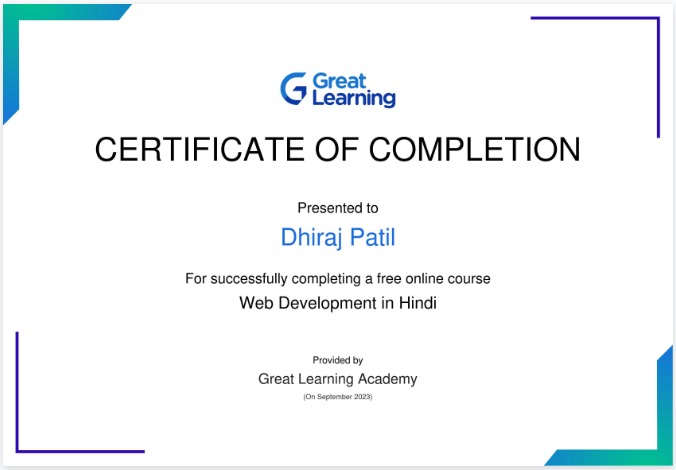 Great
Learning
CERTIFICATE OF COMPLETION
Presented to
Dhiraj Patil
For successfully completing a free online course
Web Development in Hindi
Provided by
Great Learning Academy
(On September 2023)